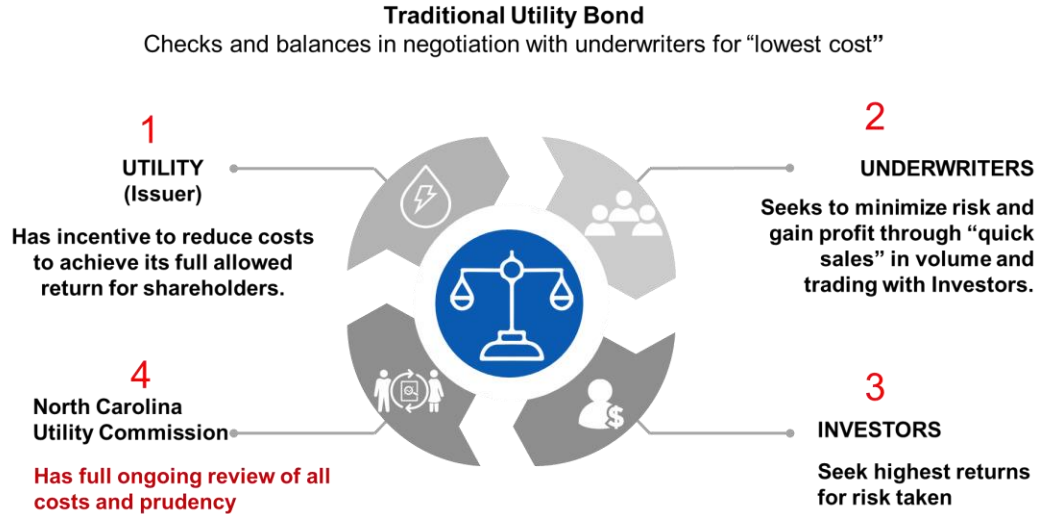 Traditional Utility Bond
Checks and balances in negotiation with underwriters for “lowest cost”
1
UTILITY
(Issuer)
Has incentive to reduce costs
to achieve its full allowed
return for shareholders.
2
UNDERWRITERS
Seeks to minimize risk and
gain profit through “quick
sales” in volume and
trading with Investors.
3
INVESTORS
Seek highest returns
for risk taken
4
North Carolina
Utility Commission
Has full ongoing review of all
costs and prudency
$